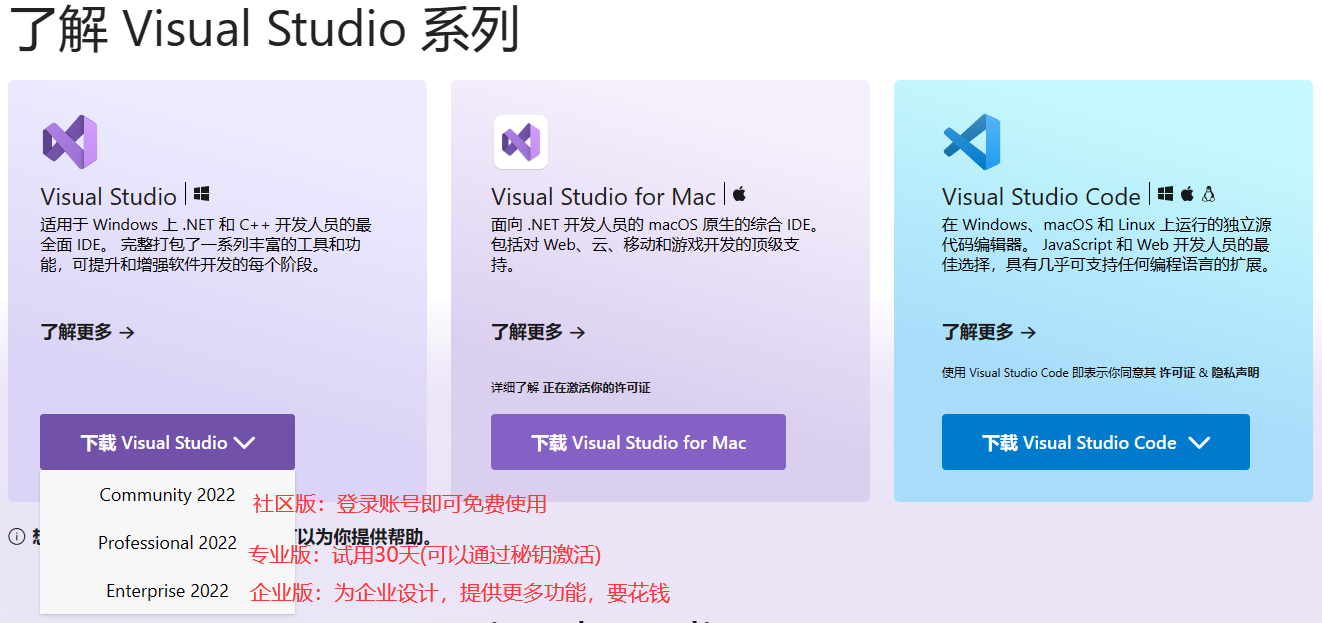 了解 Visual Studio 系列
Visual Studio
适用于 Windows 上 .NET 和 C++ 开发人员的最
全面 IDE。 完整打包了一系列丰富的工具和功
能，可提升和增强软件开发的每个阶段。
了解更多 →
下载 Visual Studio
Community 2022
Professional 2022
Enterprise 2022
社区版：登录账号即可免费使用
专业版：试用30天(可以通过秘钥激活)
企业版：为企业设计，提供更多功能，要花钱
以为你提供帮助。
Visual Studio for Mac
面向 .NET 开发人员的 macOS 原生的综合 IDE。
包括对 Web、云、移动和游戏开发的顶级支
持。
了解更多 →
详细了解 正在激活你的许可证
下载 Visual Studio for Mac
Visual Studio Code
在 Windows、macOS 和 Linux 上运行的独立源
代码编辑器。 JavaScript 和 Web 开发人员的最
佳选择，具有几乎可支持任何编程语言的扩展。
了解更多 →
使用 Visual Studio Code 即表示你同意其 许可证 & 隐私声明
下载 Visual Studio Code